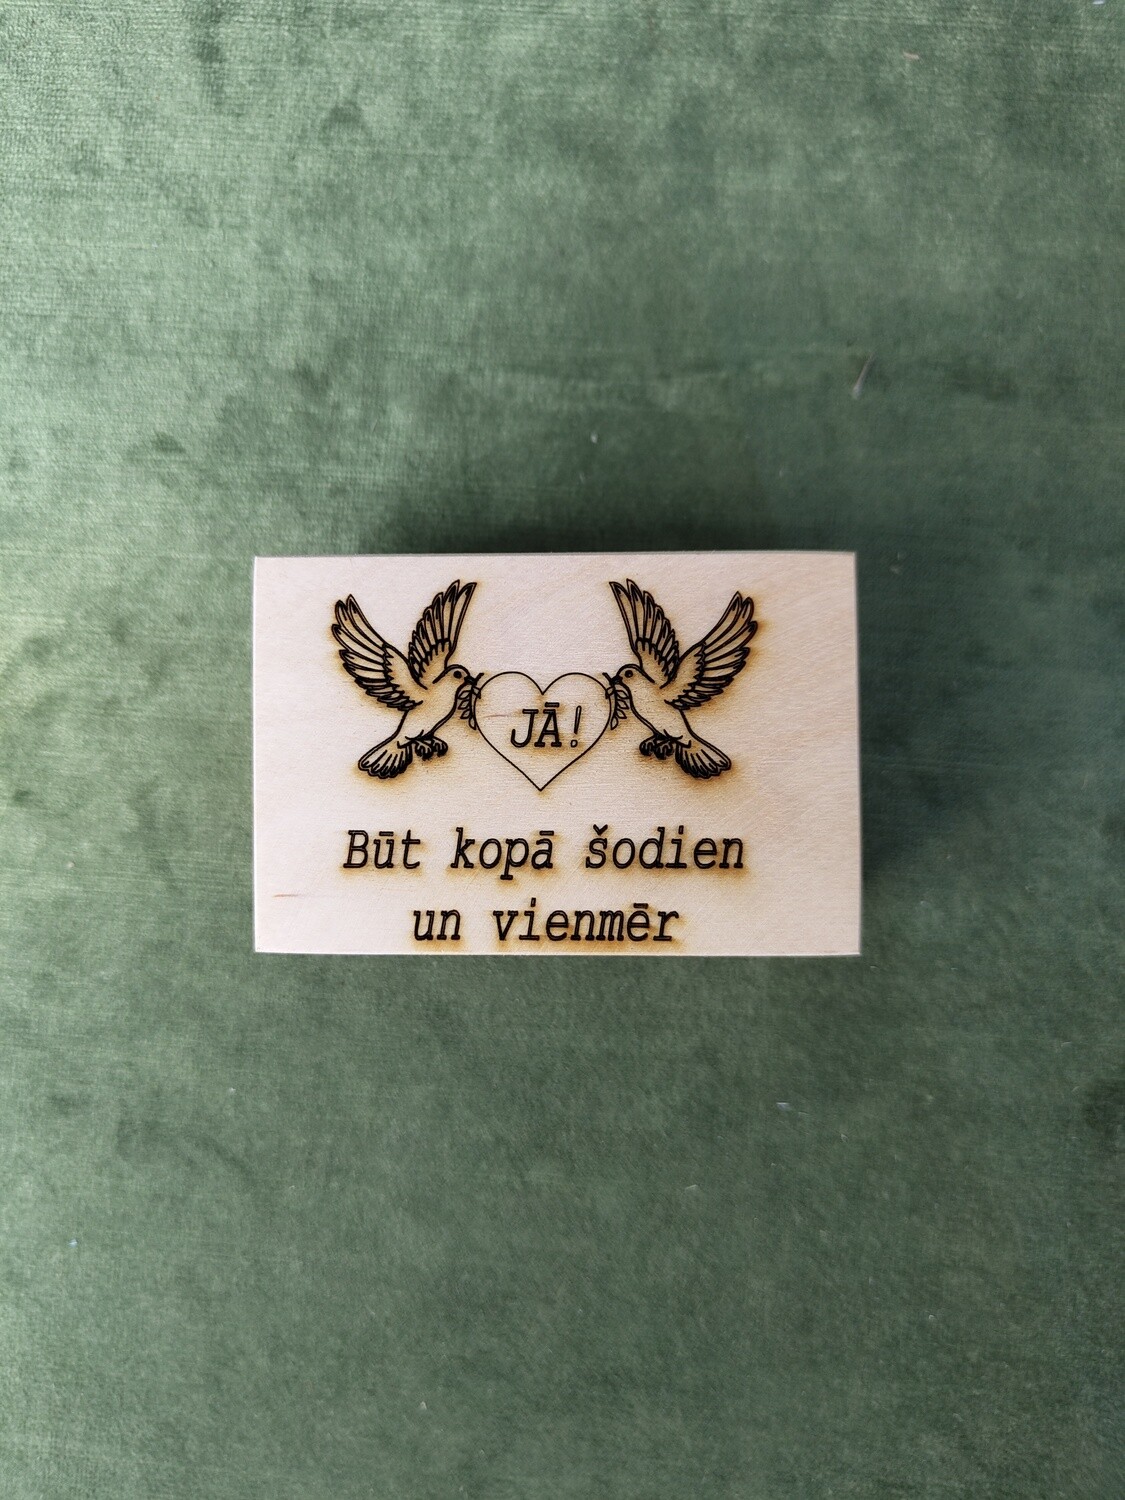 JĀ!
Būt kopā šodien
un vienmēr